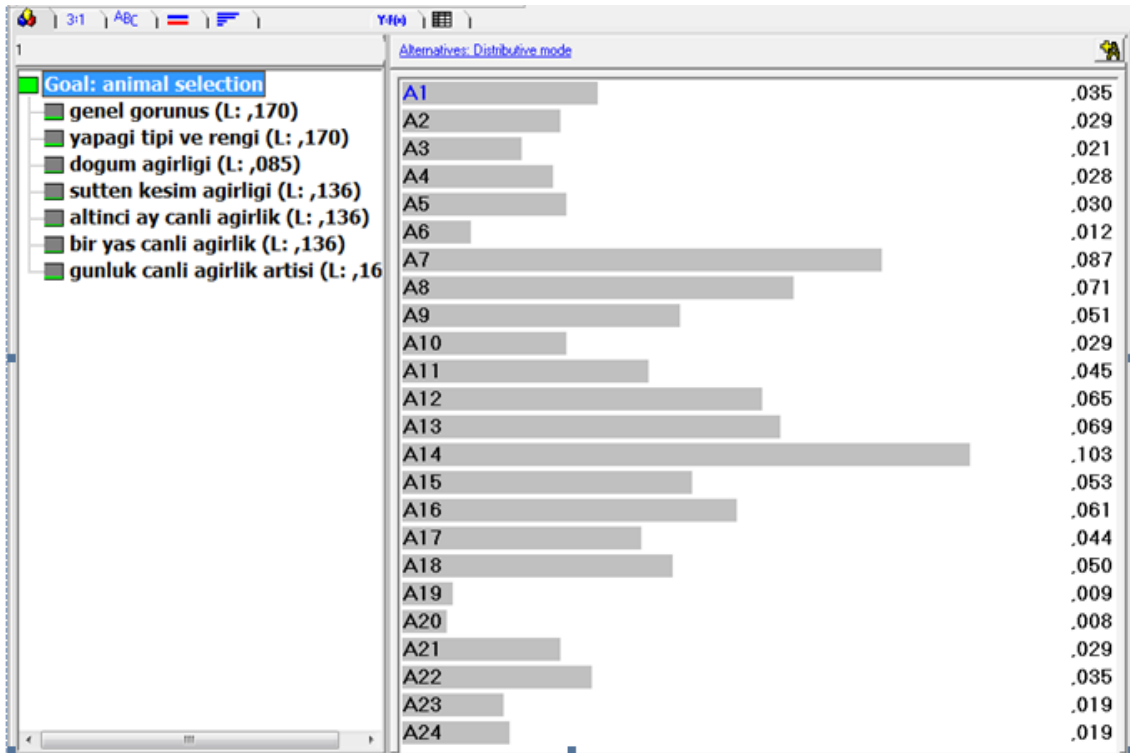 3:1 ABC Y=f(x)
1
Alternatives: Distributive mode
Goal: animal selection
genel gorunus (L: ,170)
yapagi tipi ve rengi (L: ,170)
dogum agirligi (L: ,085)
sutten kesim agirligi (L: ,136)
altinci ay canli agirlik (L: ,136)
bir yas canli agirlik (L: ,136)
gunluk canli agirlik artisi (L: ,16
A1 ,035
A2 ,029
A3 ,021
A4 ,028
A5 ,030
A6 ,012
A7 ,087
A8 ,071
A9 ,051
A10 ,029
A11 ,045
A12 ,065
A13 ,069
A14 ,103
A15 ,053
A16 ,061
A17 ,044
A18 ,050
A19 ,009
A20 ,008
A21 ,029
A22 ,035
A23 ,019
A24 ,019